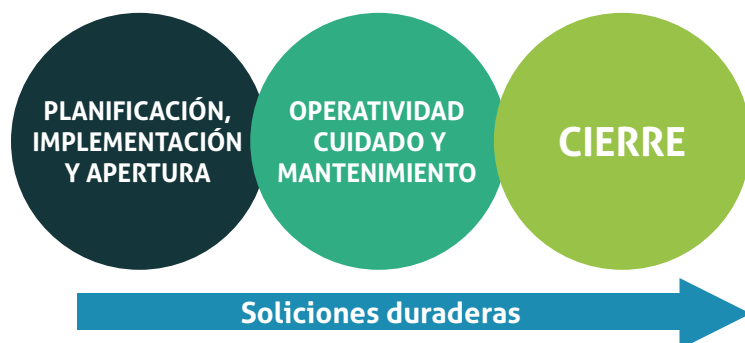 PLANIFICACIÓN,
IMPLEMENTACIÓN
Y APERTURA
OPERATIVIDAD
CUIDADO Y
MANTENIMIENTO
CIERRE
Soliciones duraderas